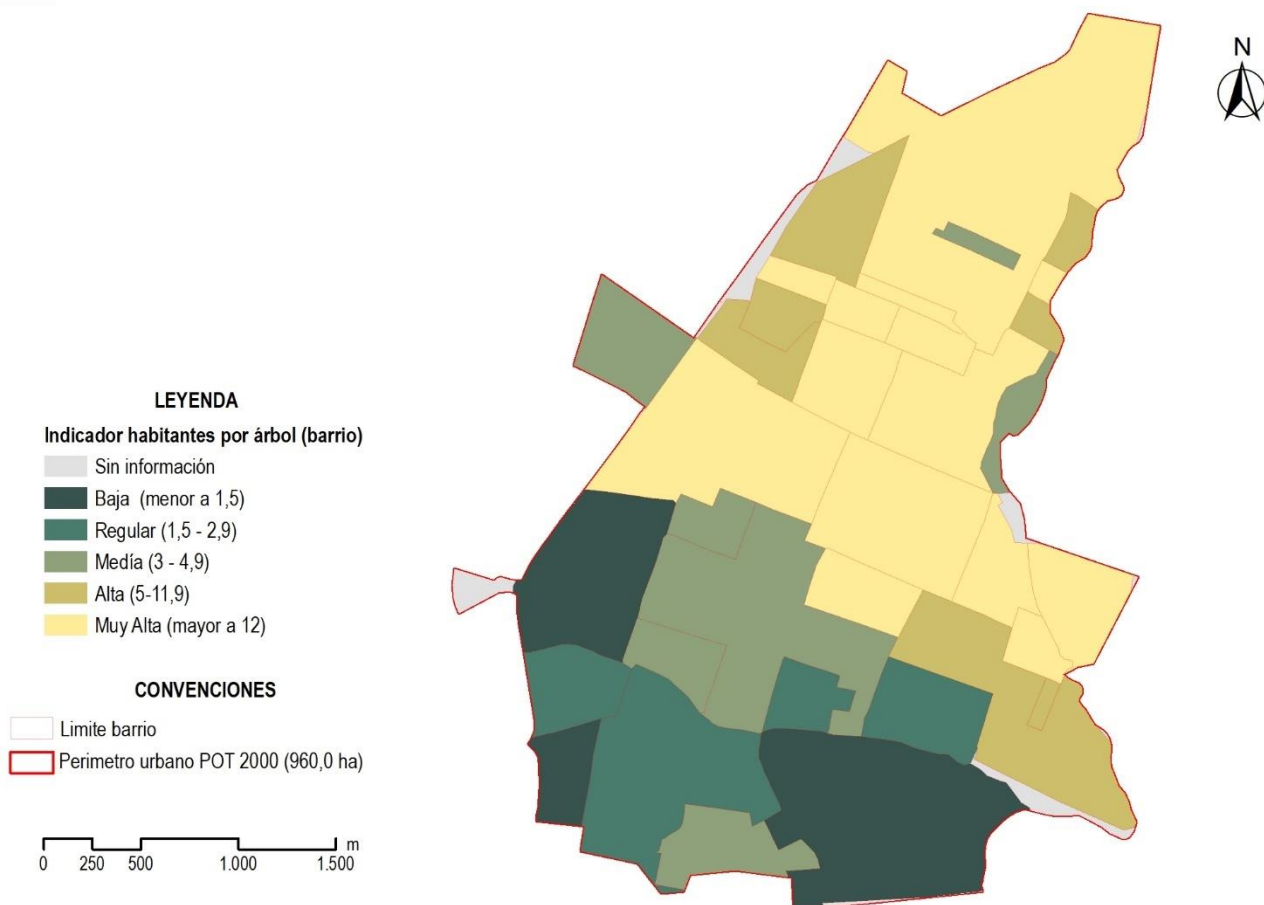 N
LEYENDA
Indicador habitantes por árbol (barrio)
Sin información
Baja (menor a 1,5)
Regular (1,5 - 2,9)
Medía (3 - 4,9)
Alta (5-11,9)
Muy Alta (mayor a 12)
CONVENCIONES
Limite barrio
Perimetro urbano POT 2000 (960,0 ha)
m
0 250 500 1.000 1.500